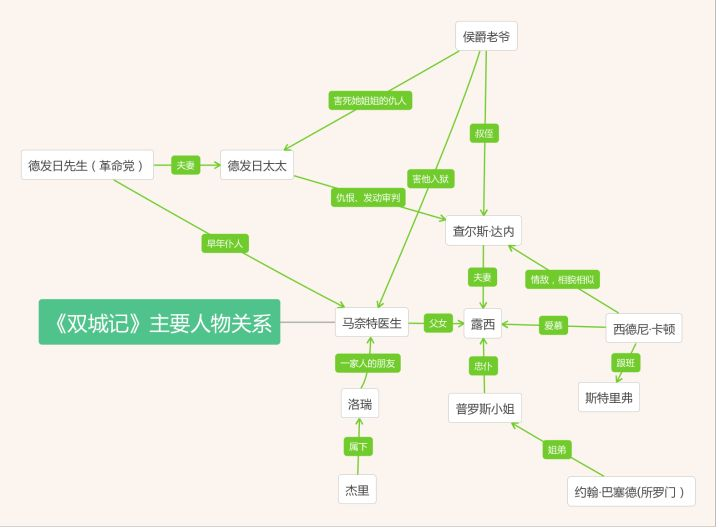 侯爵老爷
害死她姐姐的仇人
叔侄
德发日先生（革命党）
夫妻
德发日太太
害他入狱
仇恨、发动审判
早年仆人
查尔斯·达内
夫妻
情敌，相貌相似
《双城记》主要人物关系
马奈特医生
父女
露西
爱慕
西德尼·卡顿
一家人的朋友
忠仆
跟班
洛瑞
普罗斯小姐
斯特里弗
属下
姐弟
杰里
约翰·巴塞德(所罗门）